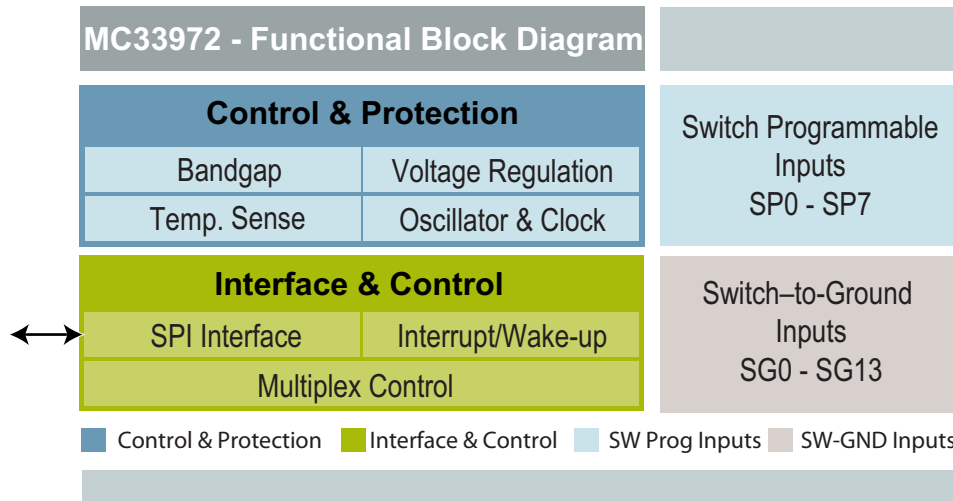 MC33972 - Functional Block Diagram
Control & Protection
Bandgap
Voltage Regulation
Temp. Sense
Oscillator & Clock
Switch Programmable
Inputs
SP0 - SP7
Interface & Control
SPI Interface
Interrupt/Wake-up
Multiplex Control
Switch–to-Ground
Inputs
SG0 - SG13
Control & Protection
Interface & Control
SW Prog Inputs
SW-GND Inputs